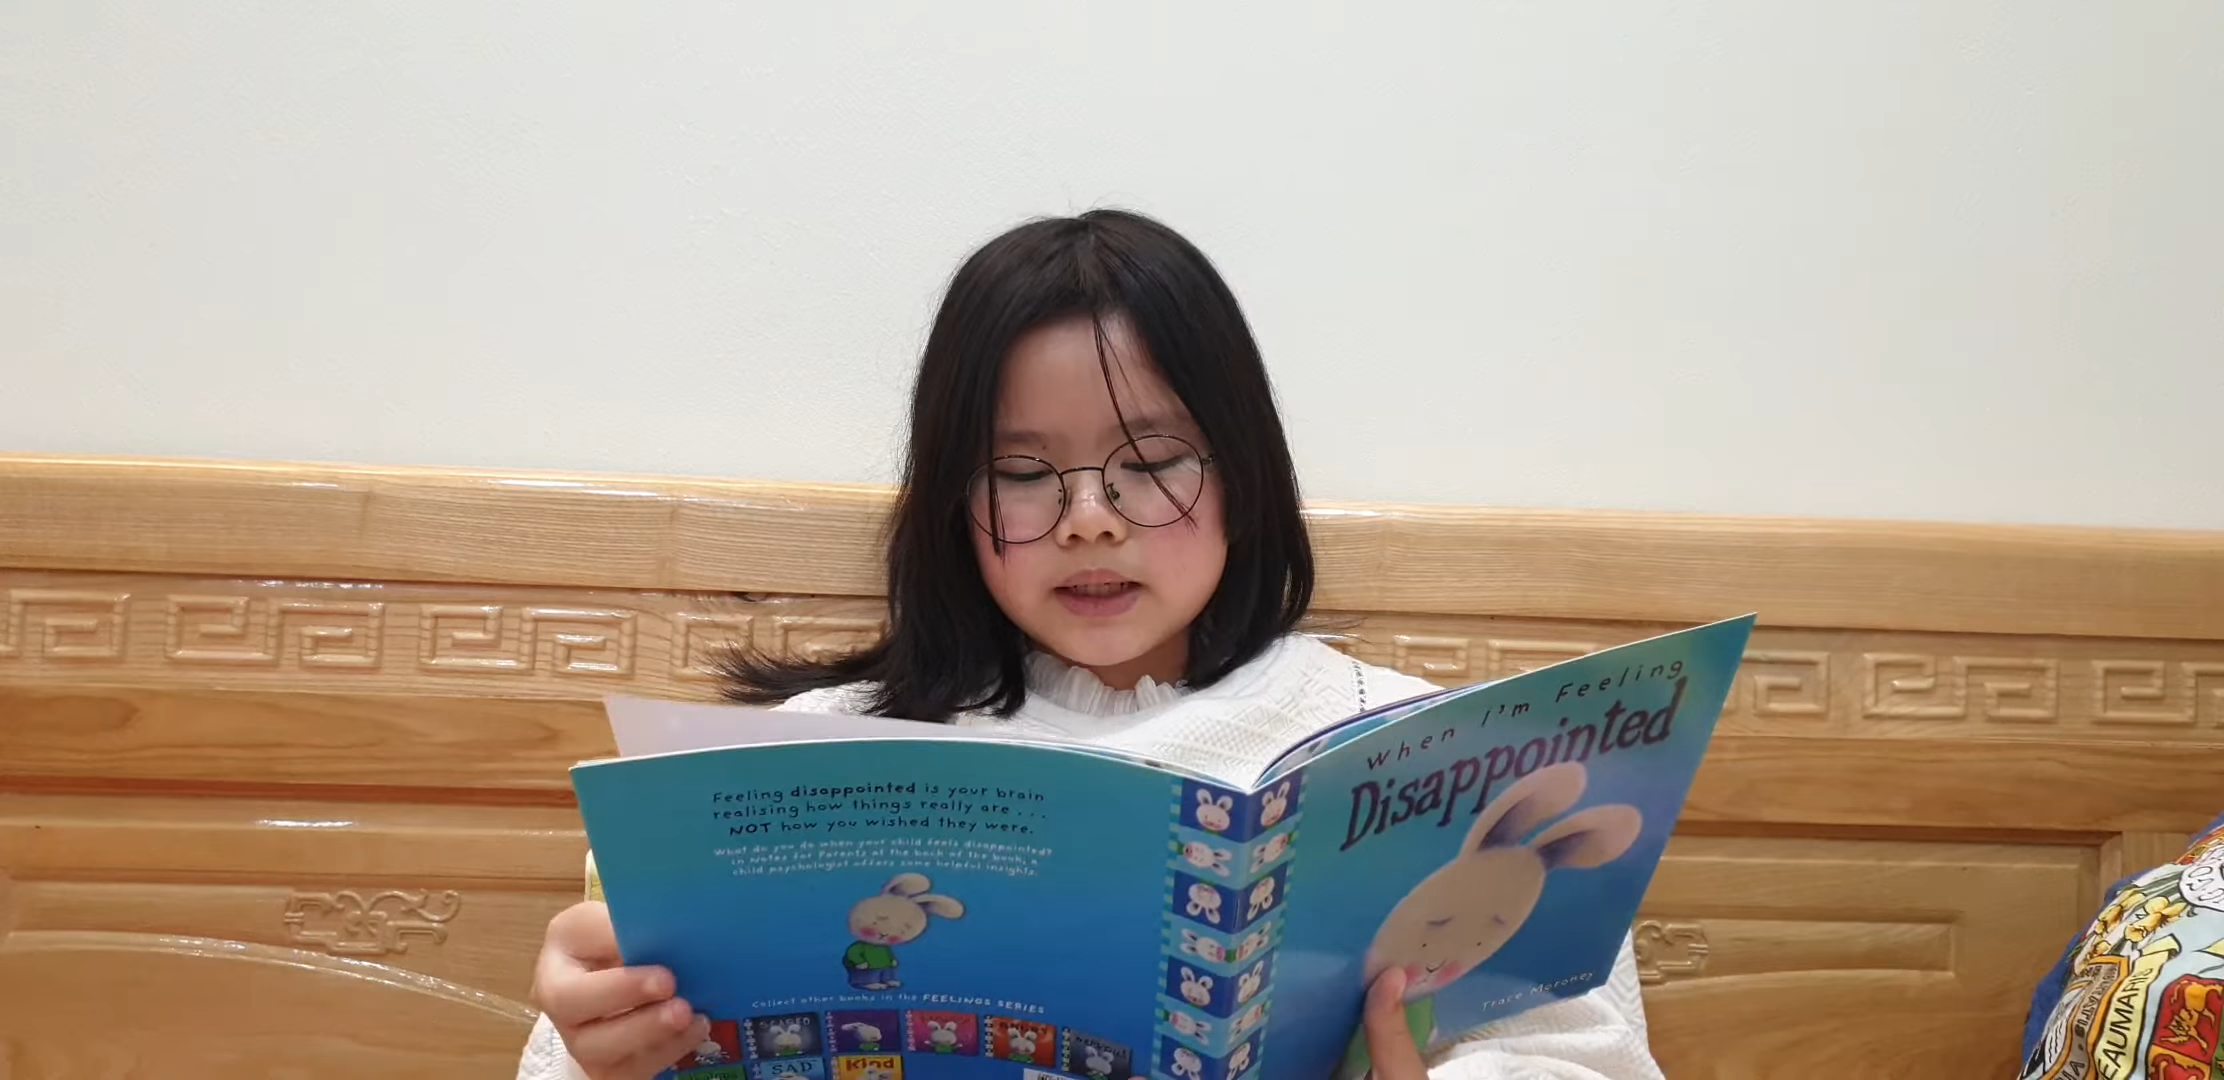 Feeling disappointed is your brain
realising how things really are . . .
NOT how you wished they were.
What do you do when your child feels disappointed?
In Notes for Parents at the back of the book, a
child psychologist offers some helpful insights.
Collect other books in the FEELINGS SERIES
SCARED
ANGRY
SAD
Kind
When I'm Feeling
Disappointed
Trace Moroney